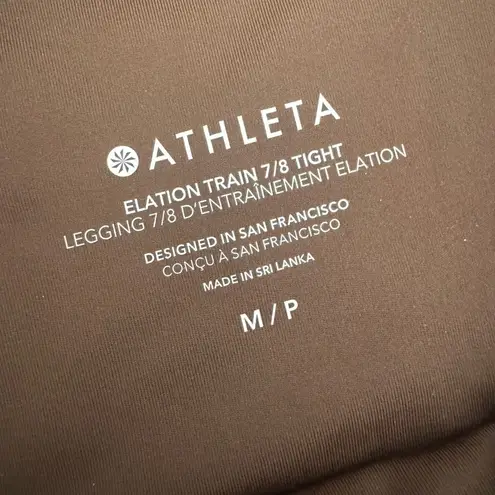 ATHLETA
ELATION TRAIN 7/8 TIGHT
LEGGING 7/8 D'ENTRAÎNEMENT ELATION
DESIGNED IN SAN FRANCISCO
CONÇU À SAN FRANCISCO
MADE IN SRI LANKA
M / P